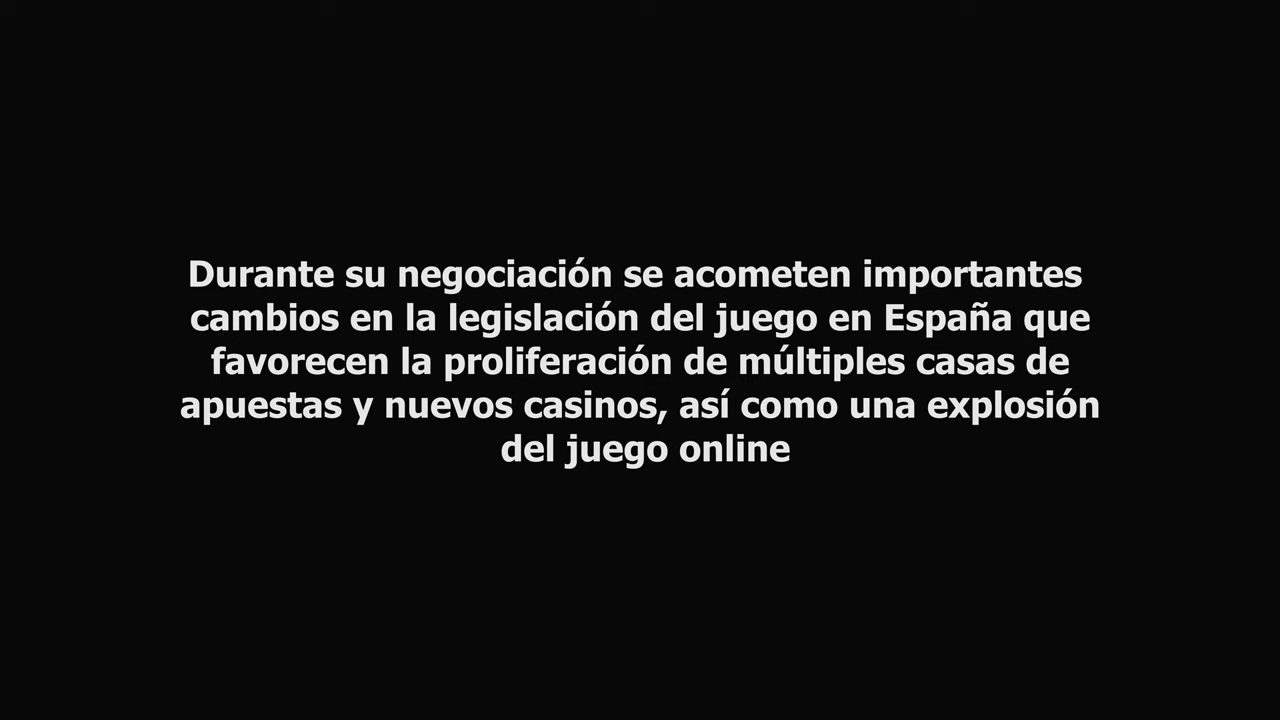 Durante su negociación se acometen importantes
cambios en la legislación del juego en España que
favorecen la proliferación de múltiples casas de
apuestas y nuevos casinos, así como una explosión
del juego online